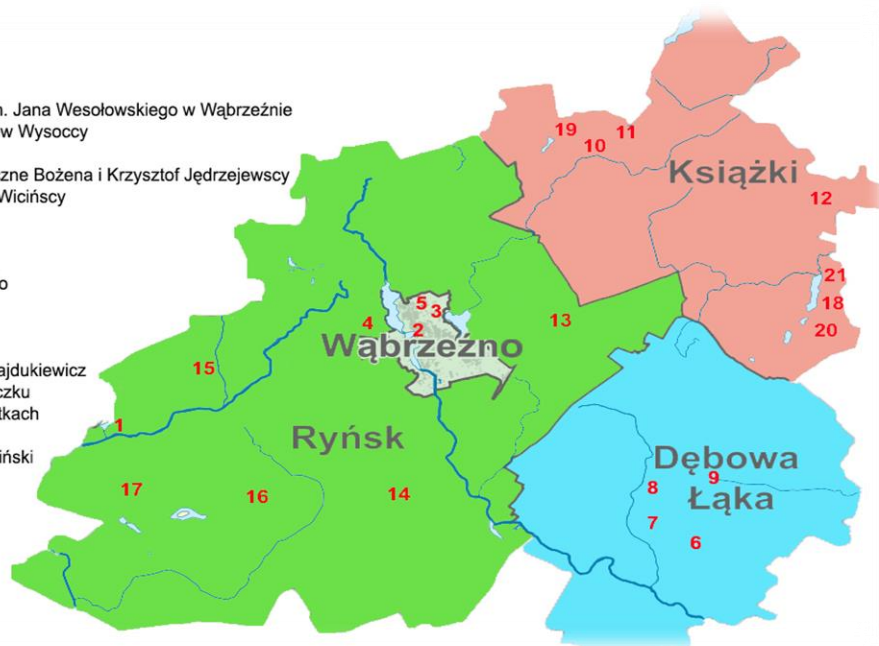 Jana Wesołowskiego w Wąbrzeźnie
w Wysoccy
zne Bożena i Krzysztof Jędrzejewscy
Wicińscy
o
ajdukiewicz
czku
tkach
iński
19
10
11
Książki
12
21
18
20
5
3
4
2
13
Wąbrzeźno
15
1
Ryńsk
17
16
14
Dębowa
8
9
Łąka
7
6